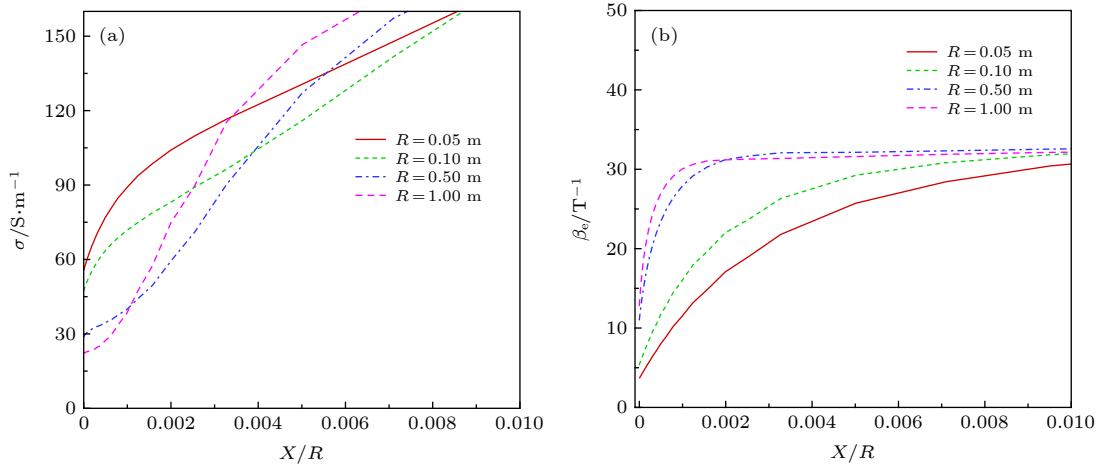 (a)
σ/S·m⁻¹
150
120
90
60
30
0
R=0.05 m
R=0.10 m
R=0.50 m
R=1.00 m
0 0.002 0.004 0.006 0.008 0.010
X/R
(b)
βₑ/T⁻¹
50
40
30
20
10
0
R=0.05 m
R=0.10 m
R=0.50 m
R=1.00 m
0 0.002 0.004 0.006 0.008 0.010
X/R